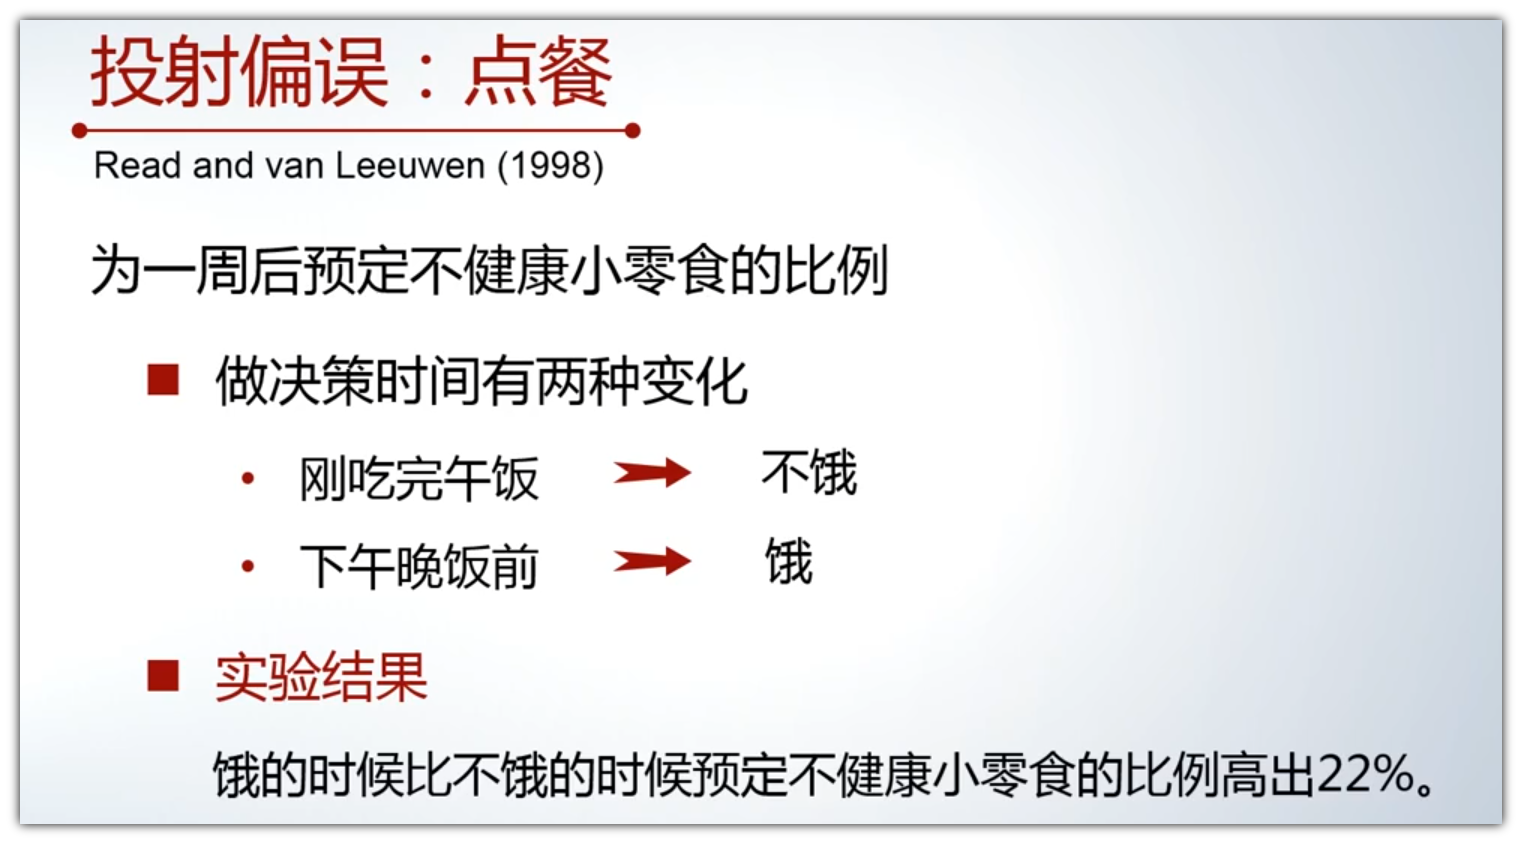 投射偏误：点餐
Read and van Leeuwen (1998)
为一周后预定不健康小零食的比例
做决策时间有两种变化
刚吃完午饭 不饿
下午晚饭前 饿
实验结果
饿的时候比不饿的时候预定不健康小零食的比例高出22%。